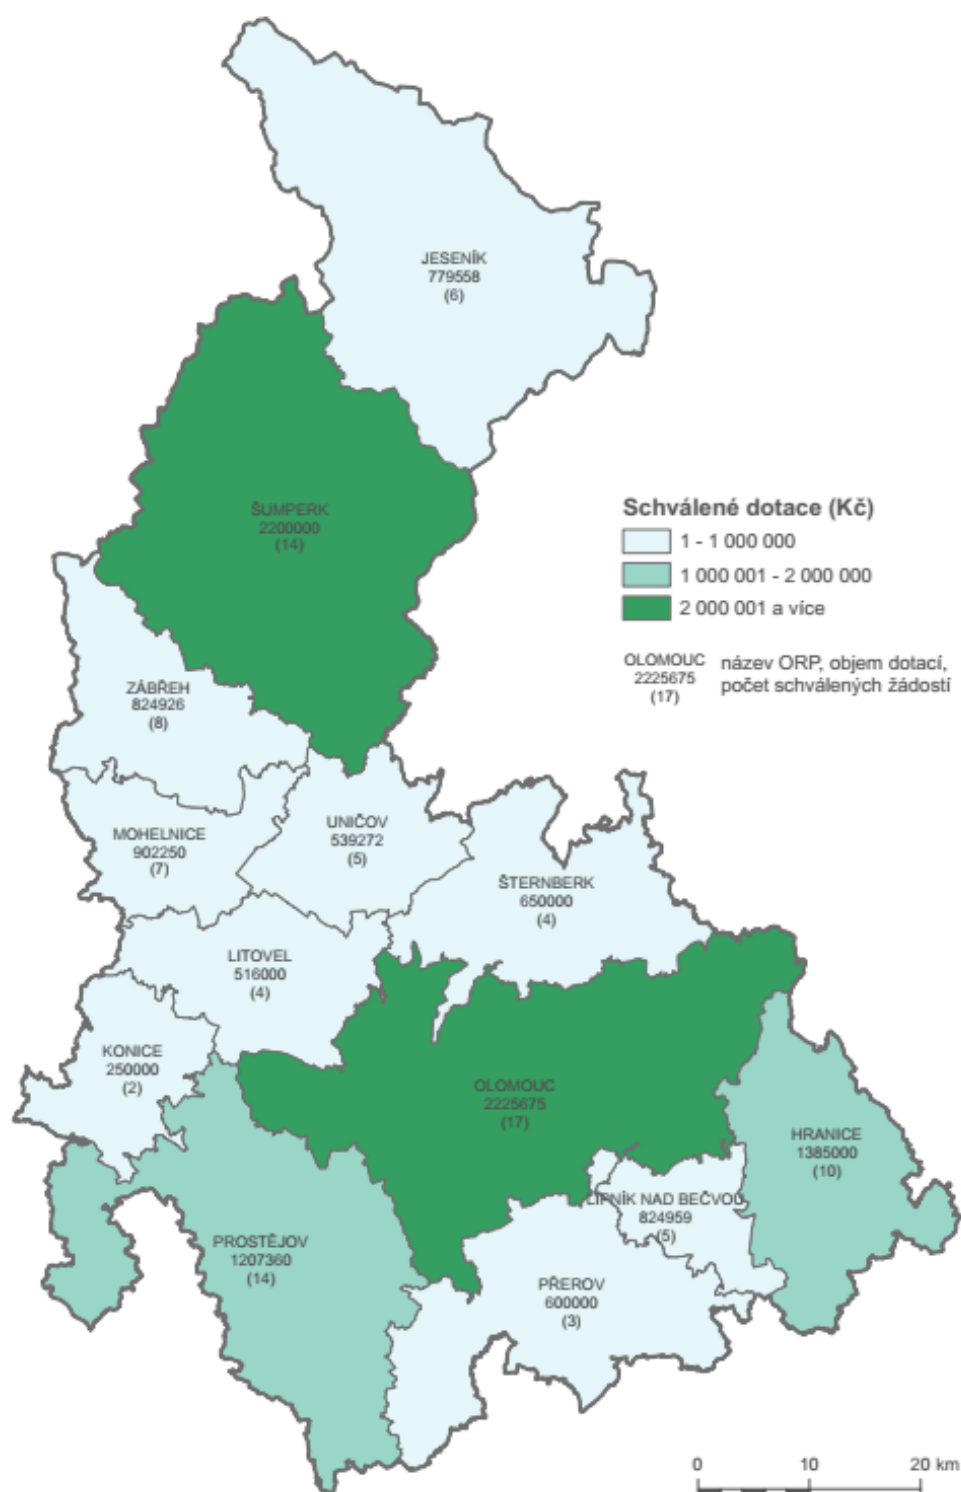 JESENÍK
779558
(6)
ŠUMPERK
2200000
(14)
Schválené dotace (Kč)
1 - 1 000 000
1 000 001 - 2 000 000
2 000 001 a více
OLOMOUC
2225675
(17)
název ORP, objem dotací,
počet schválených žádostí
ZÁBŘEH
824926
(8)
MOHELNICE
902250
(7)
UNIČOV
539272
(5)
ŠTERNBERK
650000
(4)
LITOVEL
516000
(4)
KONICE
250000
(2)
OLOMOUC
2225675
(17)
HRANICE
1385000
(10)
LIPNÍK NAD BEČVOU
824959
(5)
PROSTĚJOV
1207360
(14)
PŘEROV
600000
(3)
0 10 20 km